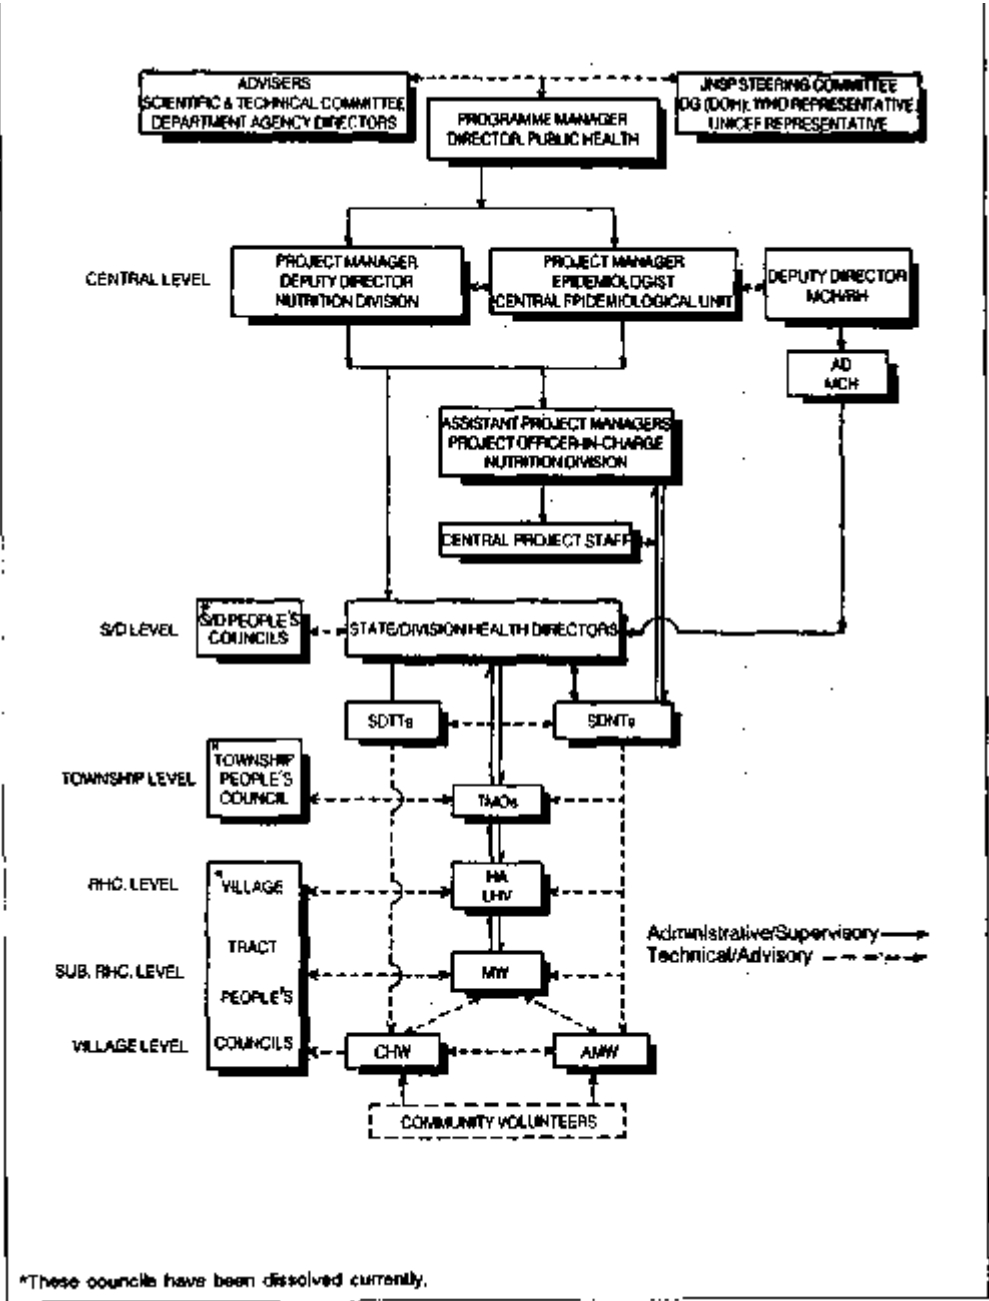 ADVISERS
SCIENTIFIC & TECHNICAL COMMITTEE
DEPARTMENT AGENCY DIRECTORS
JNSP STEERING COMMITTEE
DG (DOH), WHO REPRESENTATIVE,
UNICEF REPRESENTATIVE
PROGRAMME MANAGER
DIRECTOR, PUBLIC HEALTH
CENTRAL LEVEL
PROJECT MANAGER
DEPUTY DIRECTOR
NUTRITION DIVISION
PROJECT MANAGER
EPIDEMIOLOGIST
CENTRAL EPIDEMIOLOGICAL UNIT
DEPUTY DIRECTOR
MCH/RH
AD
MCH
ASSISTANT PROJECT MANAGERS
PROJECT OFFICER-IN-CHARGE
NUTRITION DIVISION
CENTRAL PROJECT STAFF
S/D LEVEL
*
S/D PEOPLE'S
COUNCILS
STATE/DIVISION HEALTH DIRECTORS
SDTTs
SDNTs
TOWNSHIP LEVEL
*
TOWNSHIP
PEOPLE'S
COUNCIL
TMOs
RHC. LEVEL
*VILLAGE
TRACT
PEOPLE'S
COUNCILS
HA
LHV
Administrative/Supervisory
Technical/Advisory
SUB. RHC. LEVEL
MW
VILLAGE LEVEL
CHW
AMW
COMMUNITY VOLUNTEERS
*These councils have been dissolved currently.